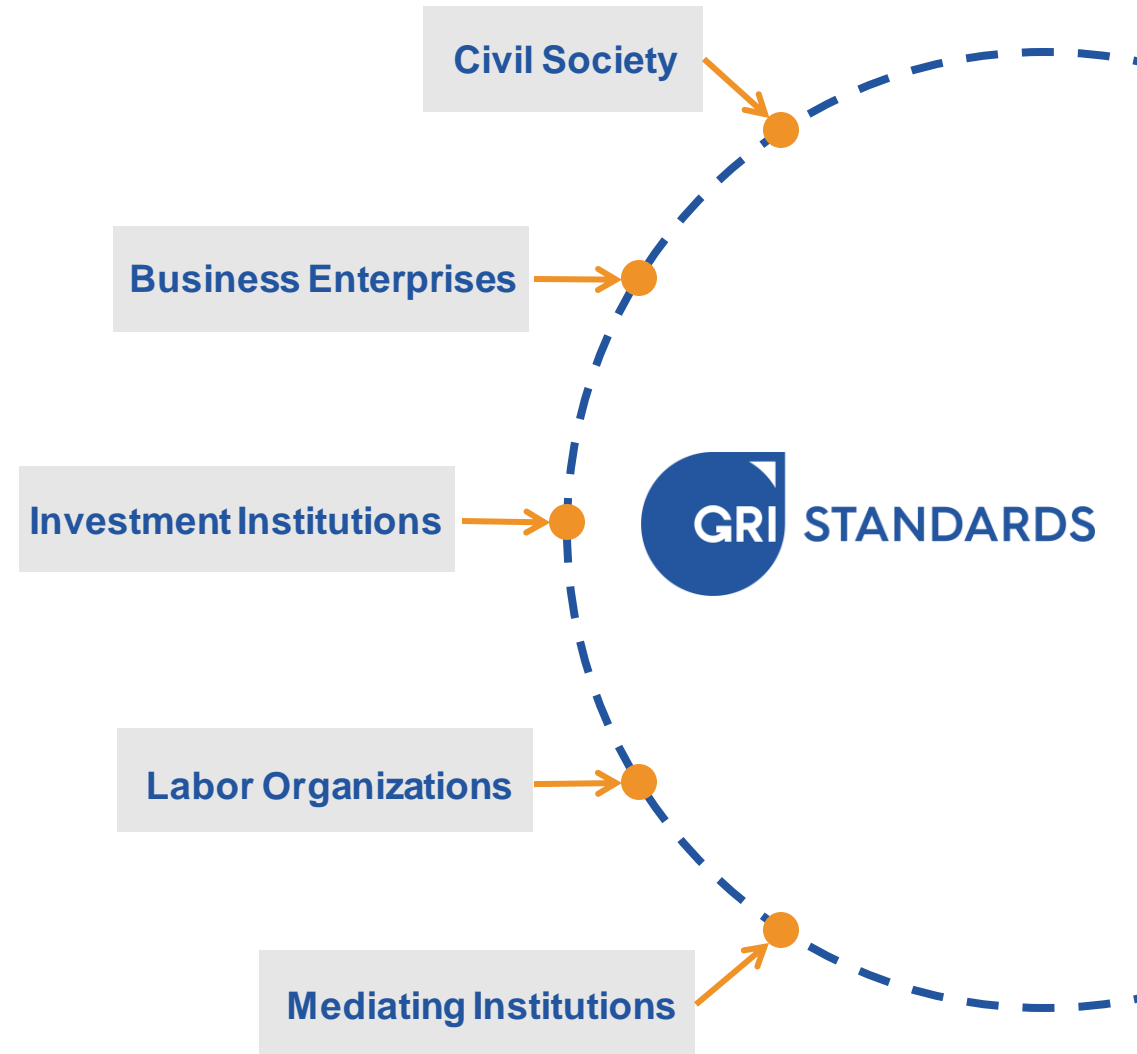 Civil Society
Business Enterprises
Investment Institutions
GRI STANDARDS
Labor Organizations
Mediating Institutions